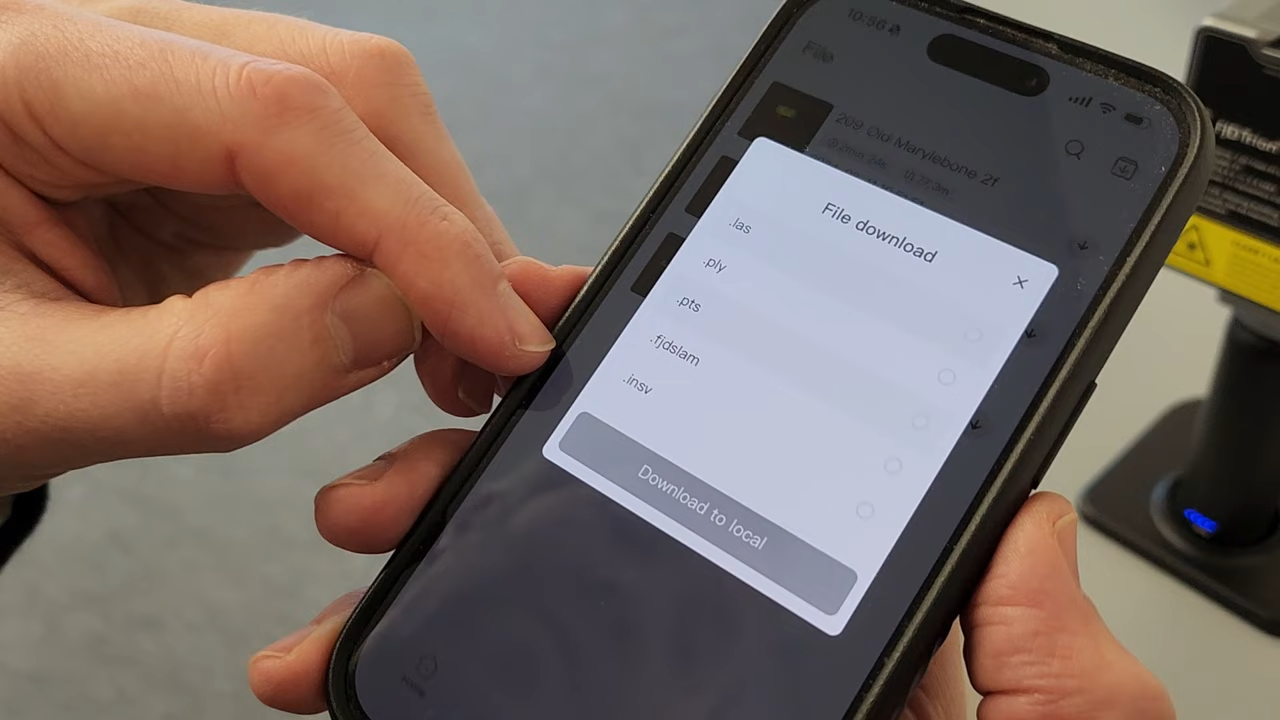 10:56
File
209 Old Marylebone 2f
File download
.las
.ply
.pts
.fjdslam
.insv
Download to local